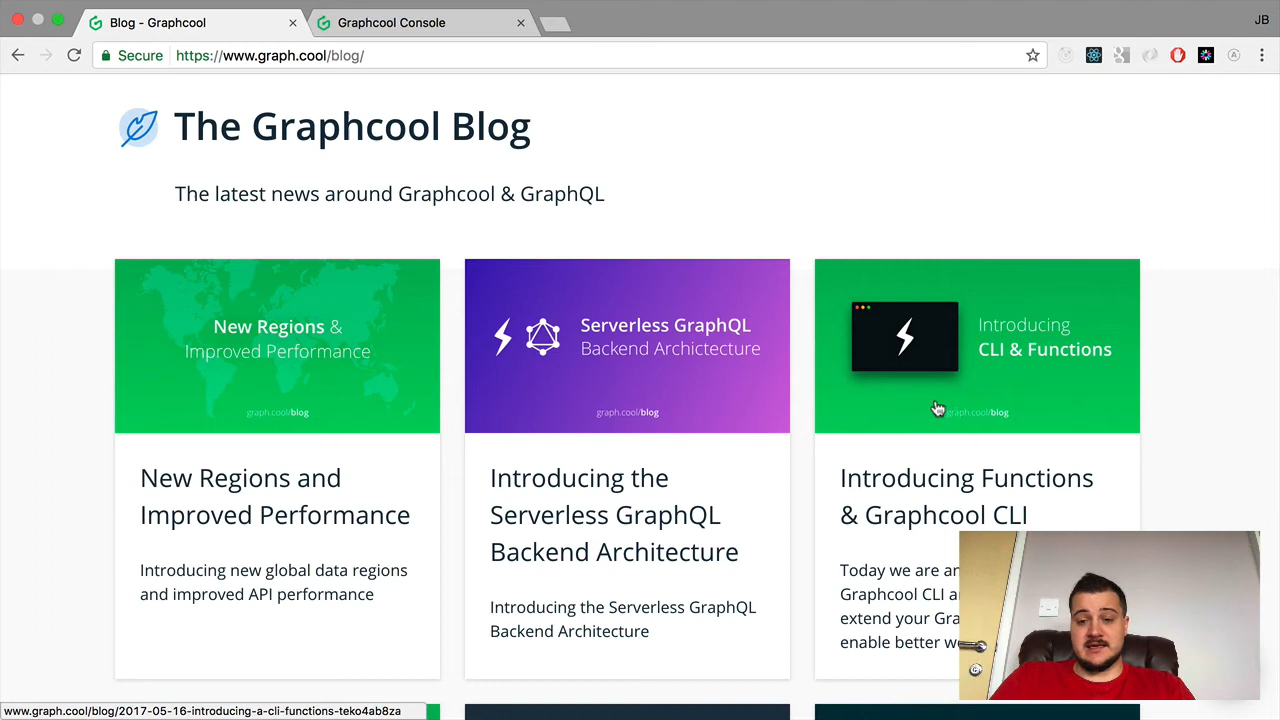 Blog - Graphcool
Graphcool Console
JB
Secure
https://www.graph.cool/blog/
A
The Graphcool Blog
The latest news around Graphcool & GraphQL
New Regions &
Improved Performance
graph.cool/blog
Serverless GraphQL
Backend Archictecture
graph.cool/blog
Introducing
CLI & Functions
graph.cool/blog
New Regions and
Improved Performance
Introducing new global data regions
and improved API performance
Introducing the
Serverless GraphQL
Backend Architecture
Introducing the Serverless GraphQL
Backend Architecture
Introducing Functions
& Graphcool CLI
Today we are an
Graphcool CLI a
extend your Gra
enable better w
www.graph.cool/blog/2017-05-16-introducing-a-cli-functions-teko4ab8za